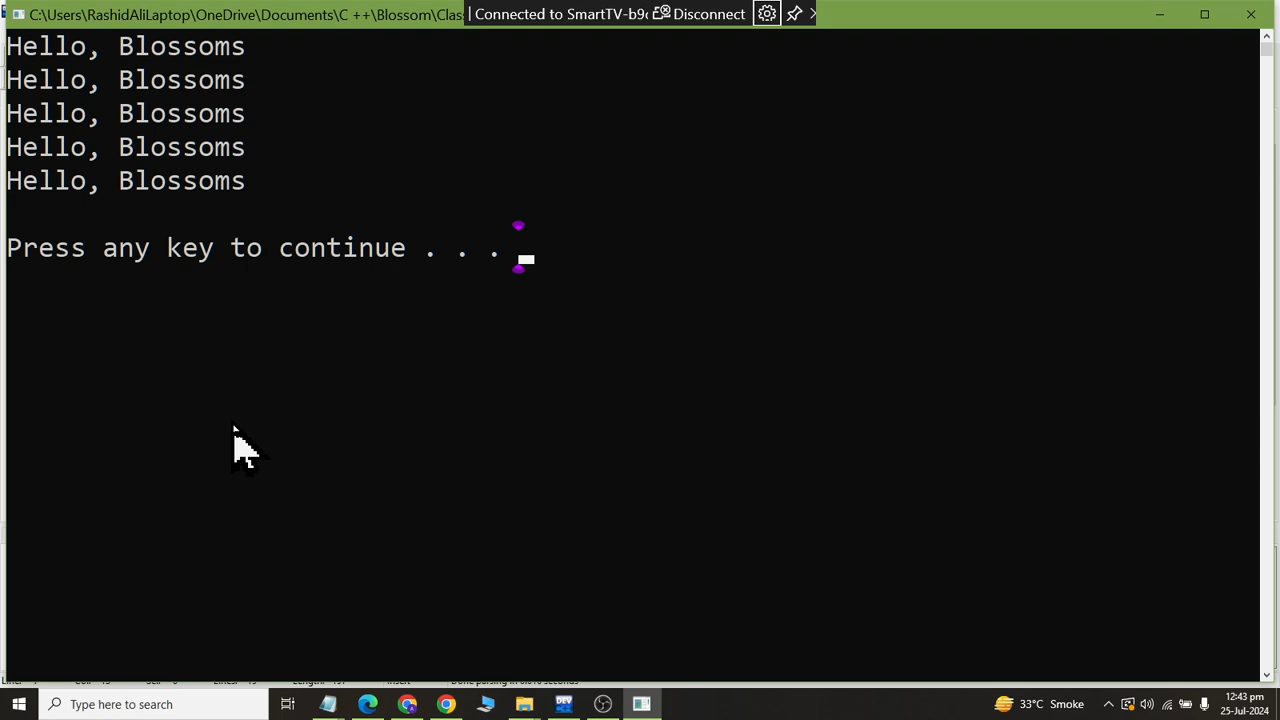 C:\Users\RashidAliLaptop\OneDrive\Documents\C ++\Blossom\Clas
Connected to SmartTV-b9 Disconnect
Hello, Blossoms
Hello, Blossoms
Hello, Blossoms
Hello, Blossoms
Hello, Blossoms
Press any key to continue . . .
Type here to search
DEV
33°C Smoke
12:43 pm
25-Jul-2024